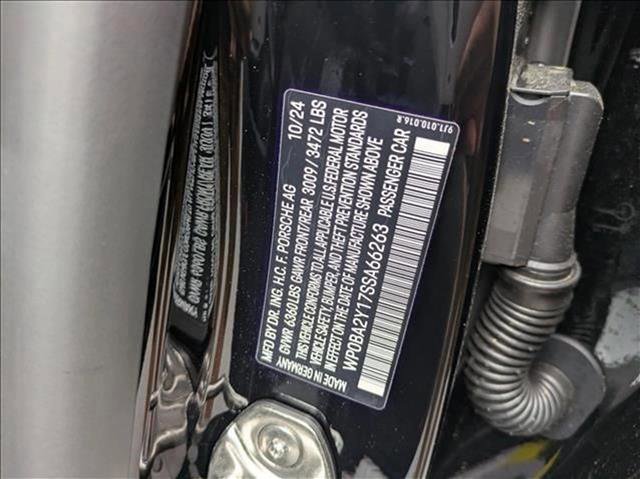 MFD BY DR. ING. H.C. F. PORSCHE AG 10/24
GVWR 6360 LBS GAWR FRONT/REAR 3009 / 3472 LBS
THIS VEHICLE CONFORMS TO ALL APPLICABLE U.S. FEDERAL MOTOR
VEHICLE SAFETY, BUMPER, AND THEFT PREVENTION STANDARDS
IN EFFECT ON THE DATE OF MANUFACTURE SHOWN ABOVE
WP0BA2Y17SSA66263 PASSENGER CAR
MADE IN GERMANY
9J1.010.016.R